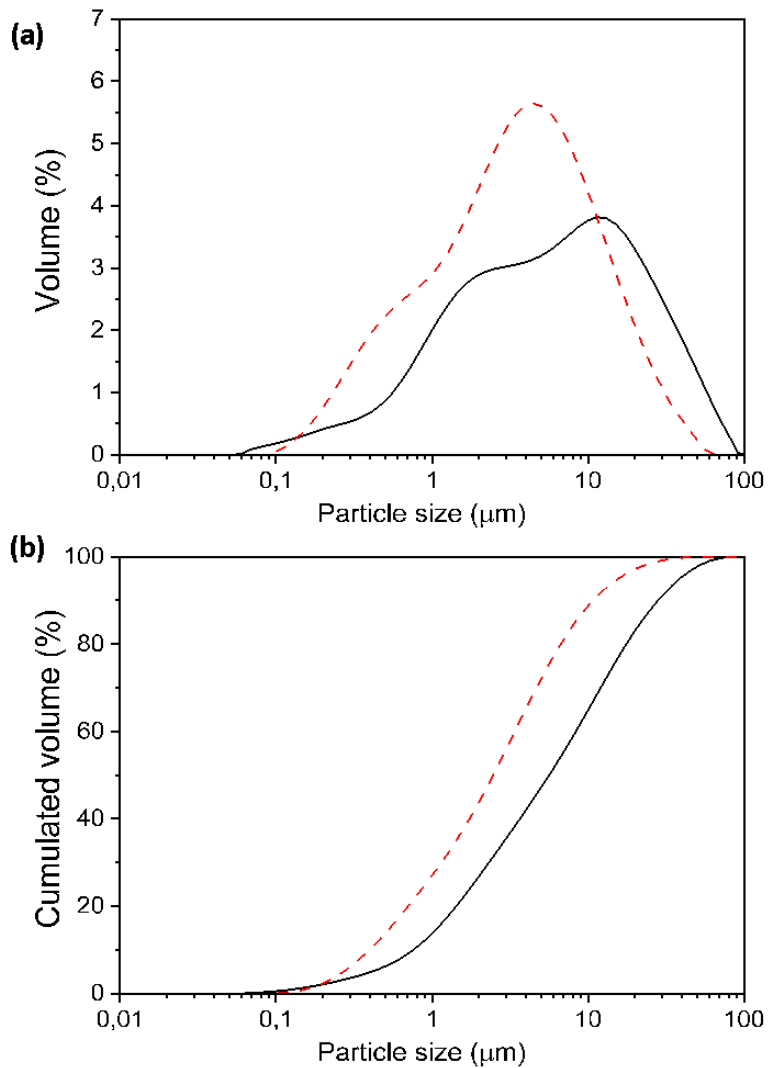 (a)
Volume (%)
7
6
5
4
3
2
1
0
0,01 0,1 1 10 100
Particle size (μm)
(b)
Cumulated volume (%)
100
80
60
40
20
0
0,01 0,1 1 10 100
Particle size (μm)